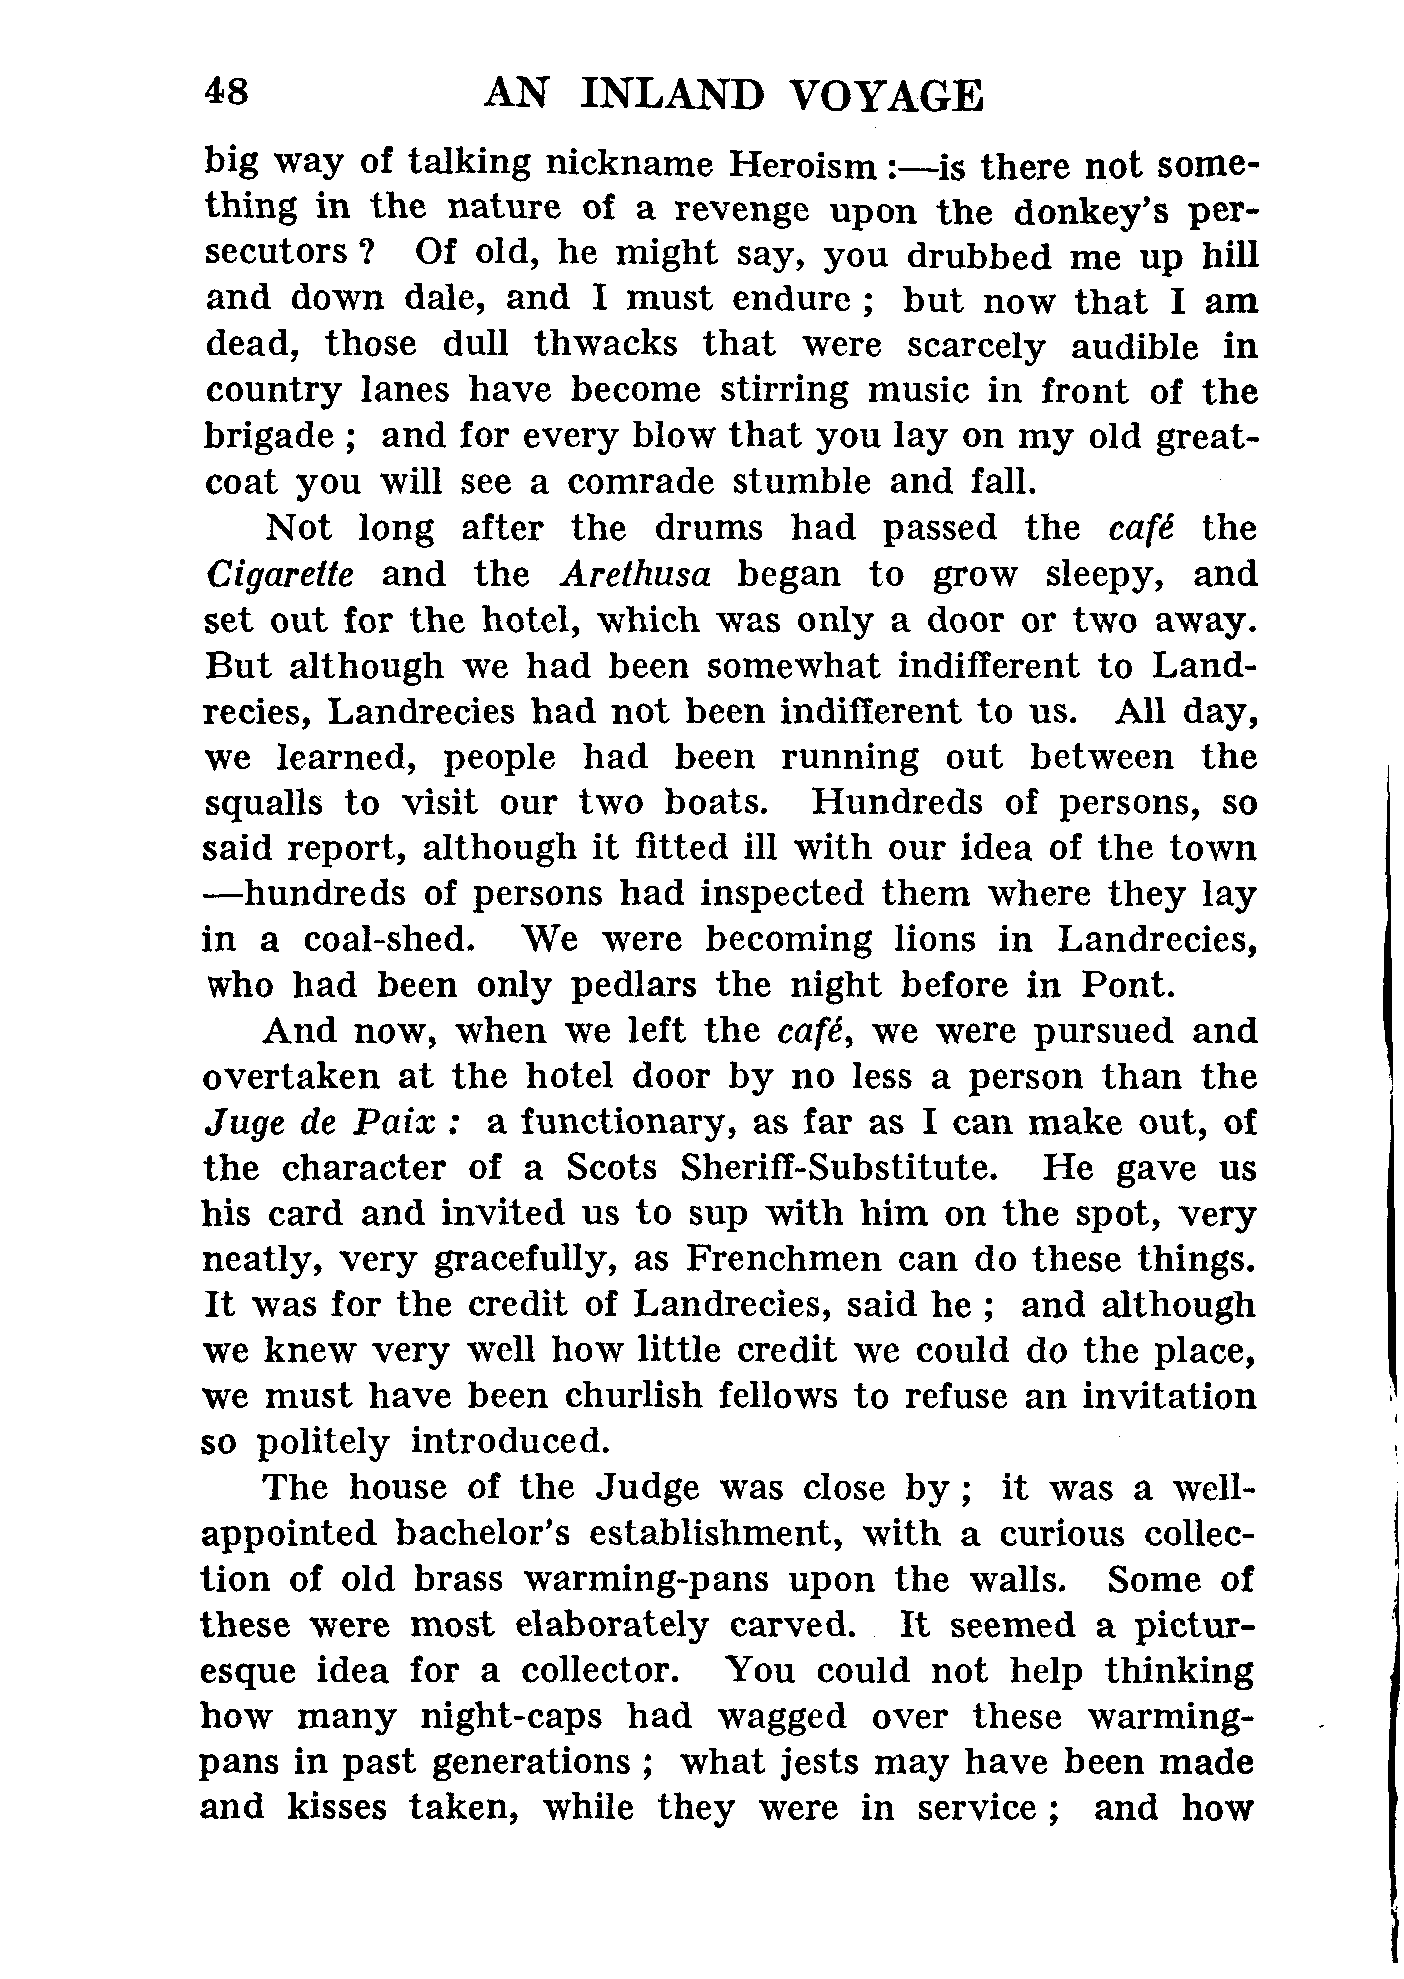 48 AN INLAND VOYAGE
big way of talking nickname Heroism :—is there not some-
thing in the nature of a revenge upon the donkey's per-
secutors ? Of old, he might say, you drubbed me up hill
and down dale, and I must endure ; but now that I am
dead, those dull thwacks that were scarcely audible in
country lanes have become stirring music in front of the
brigade ; and for every blow that you lay on my old great-
coat you will see a comrade stumble and fall.
Not long after the drums had passed the café the
Cigarette and the Arethusa began to grow sleepy, and
set out for the hotel, which was only a door or two away.
But although we had been somewhat indifferent to Land-
recies, Landrecies had not been indifferent to us. All day,
we learned, people had been running out between the
squalls to visit our two boats. Hundreds of persons, so
said report, although it fitted ill with our idea of the town
—hundreds of persons had inspected them where they lay
in a coal-shed. We were becoming lions in Landrecies,
who had been only pedlars the night before in Pont.
And now, when we left the café, we were pursued and
overtaken at the hotel door by no less a person than the
Juge de Paix : a functionary, as far as I can make out, of
the character of a Scots Sheriff-Substitute. He gave us
his card and invited us to sup with him on the spot, very
neatly, very gracefully, as Frenchmen can do these things.
It was for the credit of Landrecies, said he ; and although
we knew very well how little credit we could do the place,
we must have been churlish fellows to refuse an invitation
so politely introduced.
The house of the Judge was close by ; it was a well-
appointed bachelor's establishment, with a curious collec-
tion of old brass warming-pans upon the walls. Some of
these were most elaborately carved. It seemed a pictur-
esque idea for a collector. You could not help thinking
how many night-caps had wagged over these warming-
pans in past generations ; what jests may have been made
and kisses taken, while they were in service ; and how